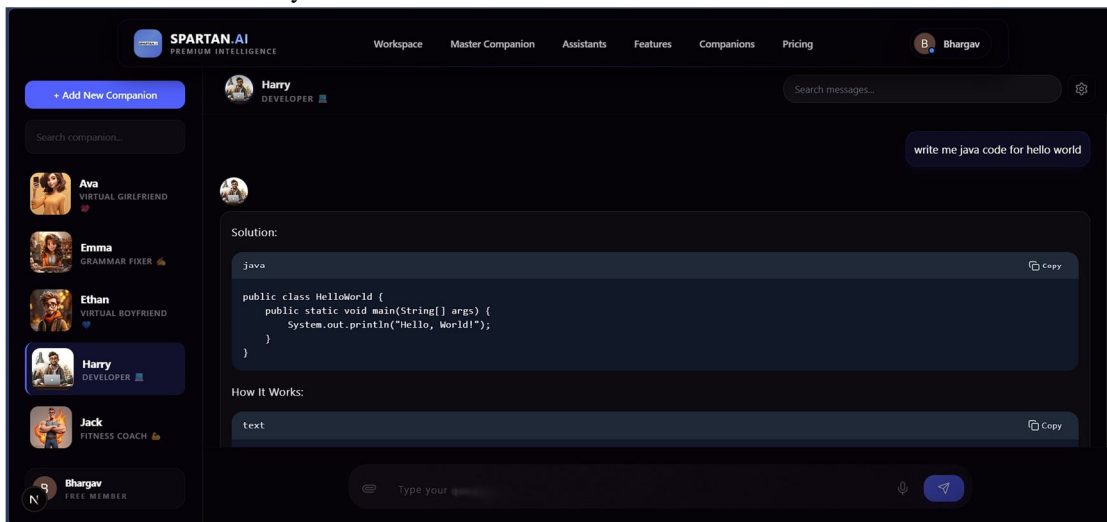 SPARTAN.AI
PREMIUM INTELLIGENCE
Workspace Master Companion Assistants Features Companions Pricing
B Bhargav
+ Add New Companion
Search companion...
Ava
VIRTUAL GIRLFRIEND
Emma
GRAMMAR FIXER
Ethan
VIRTUAL BOYFRIEND
Harry
DEVELOPER
Jack
FITNESS COACH
B Bhargav
FREE MEMBER
N
Harry
DEVELOPER
Search messages...
write me java code for hello world
Solution:
java Copy
public class HelloWorld {
    public static void main(String[] args) {
        System.out.println("Hello, World!");
    }
}
How It Works:
text Copy
Type your